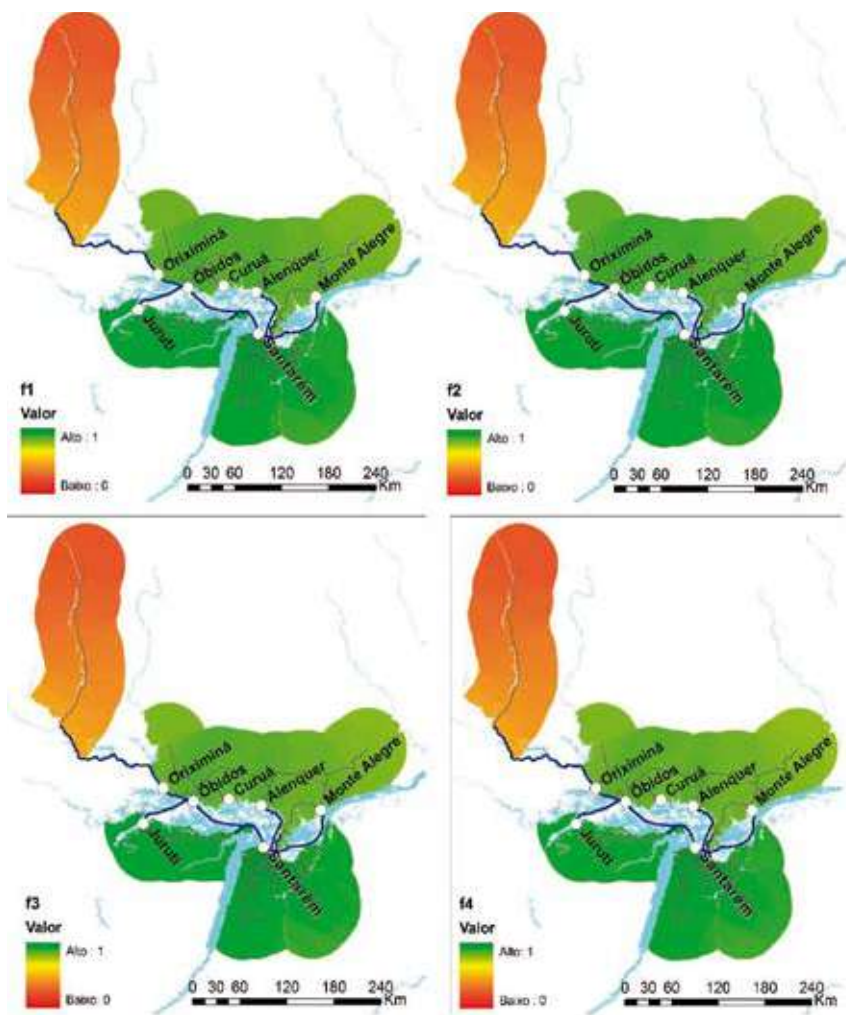 Oriximiná
Óbidos
Curuá
Alenquer
Monte Alegre
Juruti
Santarém
f1
Valor
Alto : 1
Baixo : 0
0 30 60 120 180 240
Km
Oriximiná
Óbidos
Curuá
Alenquer
Monte Alegre
Juruti
Santarém
f2
Valor
Alto : 1
Baixo : 0
0 30 60 120 180 240
Km
Oriximiná
Óbidos
Curuá
Alenquer
Monte Alegre
Juruti
Santarém
f3
Valor
Alto : 1
Baixo: 0
0 30 60 120 180 240
Km
Oriximiná
Óbidos
Curuá
Alenquer
Monte Alegre
Juruti
Santarém
f4
Valor
Alto : 1
Baixo : 0
0 30 60 120 180 240
Km